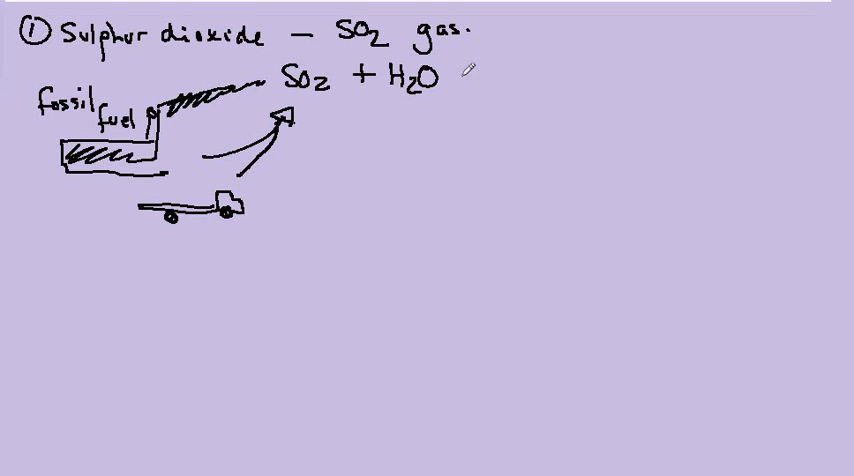 ① Sulphur dioxide – SO₂ gas.
SO₂ + H₂O
fossil
fuel